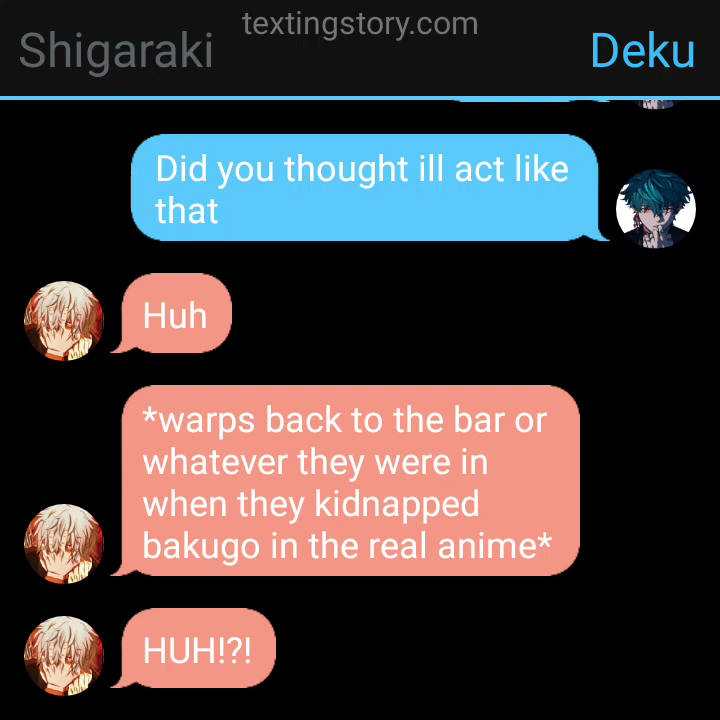 textingstory.com
Shigaraki
Deku
Did you thought ill act like
that
Huh
*warps back to the bar or
whatever they were in
when they kidnapped
bakugo in the real anime*
HUH!?!